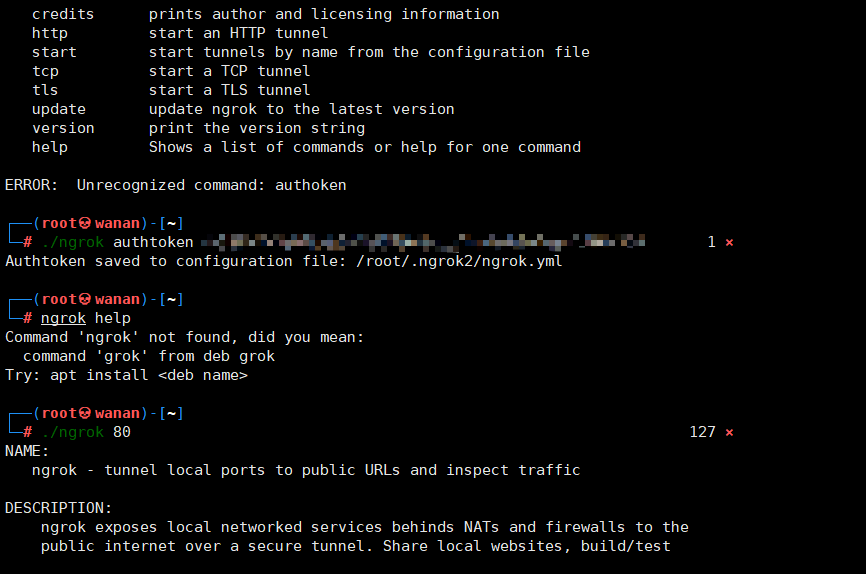 credits      prints author and licensing information
http         start an HTTP tunnel
start        start tunnels by name from the configuration file
tcp          start a TCP tunnel
tls          start a TLS tunnel
update       update ngrok to the latest version
version      print the version string
help         Shows a list of commands or help for one command
ERROR:  Unrecognized command: authoken
┌──(root💀wanan)-[~]
└─# ./ngrok authtoken                 1 ⨯
Authtoken saved to configuration file: /root/.ngrok2/ngrok.yml
┌──(root💀wanan)-[~]
└─# ngrok help
Command 'ngrok' not found, did you mean:
  command 'grok' from deb grok
Try: apt install <deb name>
┌──(root💀wanan)-[~]
└─# ./ngrok 80                 127 ⨯
NAME:
   ngrok - tunnel local ports to public URLs and inspect traffic
DESCRIPTION:
    ngrok exposes local networked services behinds NATs and firewalls to the
    public internet over a secure tunnel. Share local websites, build/test